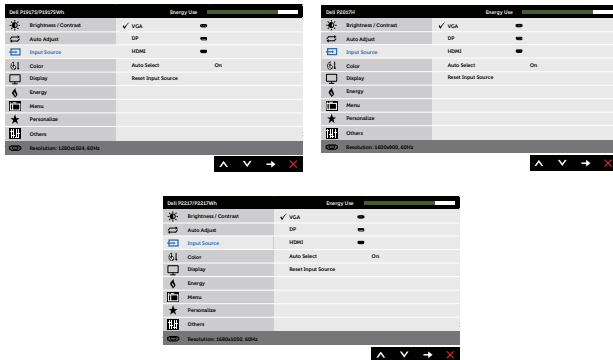 Dell P1917S/P1917SWh Energy Use
Brightness / Contrast VGA
Auto Adjust DP
Input Source HDMI
Color Auto Select On
Display Reset Input Source
Energy
Menu
Personalize
Others
Resolution: 1280x1024, 60Hz
Dell P2017H Energy Use
Brightness / Contrast VGA
Auto Adjust DP
Input Source HDMI
Color Auto Select On
Display Reset Input Source
Energy
Menu
Personalize
Others
Resolution: 1600x900, 60Hz
Dell P2217/P2217Wh Energy Use
Brightness / Contrast VGA
Auto Adjust DP
Input Source HDMI
Color Auto Select On
Display Reset Input Source
Energy
Menu
Personalize
Others
Resolution: 1680x1050, 60Hz